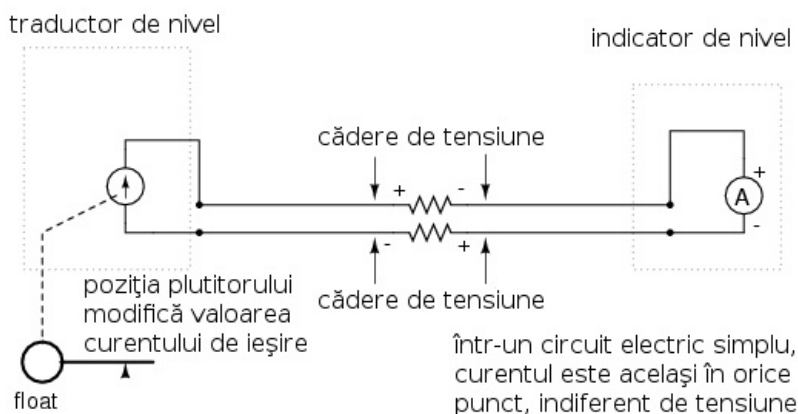 traductor de nivel
indicator de nivel
cădere de tensiune
+ -
+
A
-
- +
cădere de tensiune
poziţia plutitorului
modifică valoarea
curentului de ieşire
float
într-un circuit electric simplu,
curentul este acelaşi în orice
punct, indiferent de tensiune